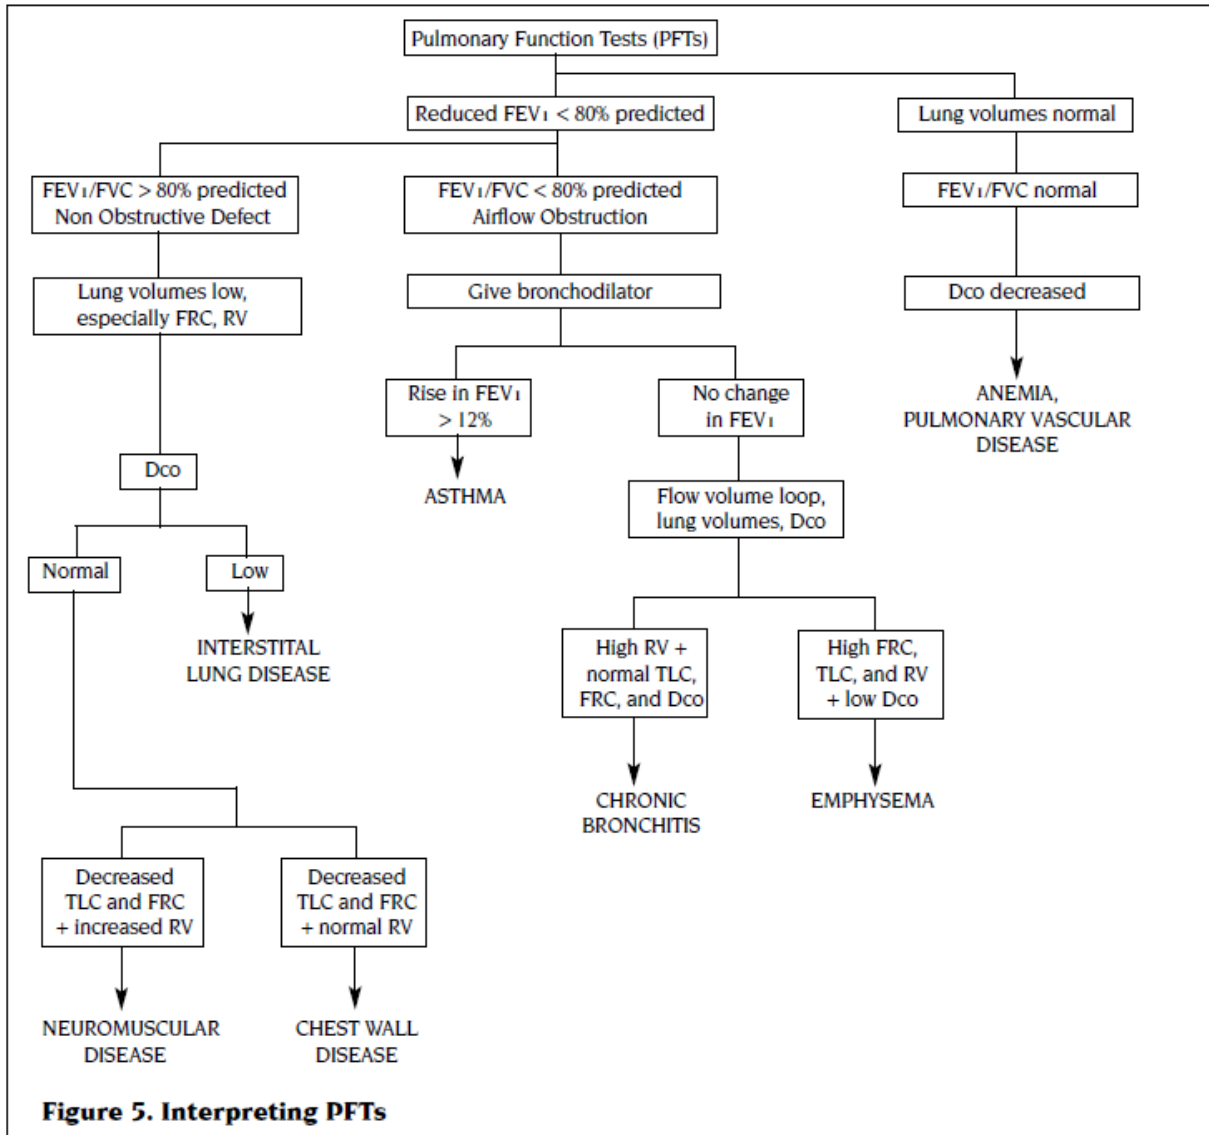 Pulmonary Function Tests (PFTs)
Reduced FEV₁ < 80% predicted
Lung volumes normal
FEV₁/FVC > 80% predicted
Non Obstructive Defect
FEV₁/FVC < 80% predicted
Airflow Obstruction
FEV₁/FVC normal
Lung volumes low,
especially FRC, RV
Give bronchodilator
Dco decreased
Rise in FEV₁
> 12%
No change
in FEV₁
ANEMIA,
PULMONARY VASCULAR
DISEASE
Dco
ASTHMA
Flow volume loop,
lung volumes, Dco
Normal
Low
INTERSTITAL
LUNG DISEASE
High RV +
normal TLC,
FRC, and Dco
High FRC,
TLC, and RV
+ low Dco
CHRONIC
BRONCHITIS
EMPHYSEMA
Decreased
TLC and FRC
+ increased RV
Decreased
TLC and FRC
+ normal RV
NEUROMUSCULAR
DISEASE
CHEST WALL
DISEASE
Figure 5. Interpreting PFTs